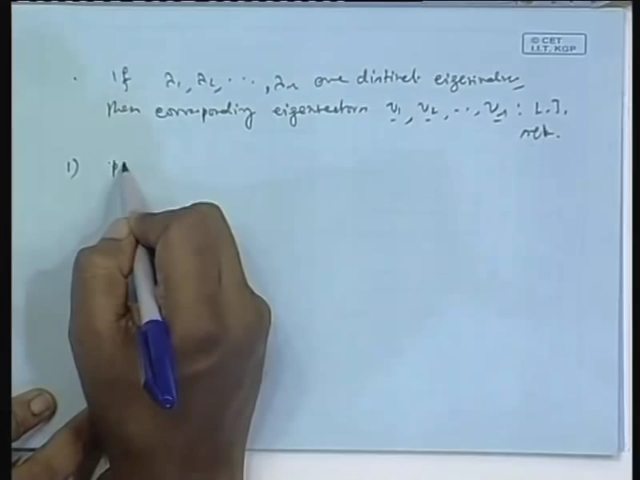 © CET
I.I.T. KGP
If λ₁, λ₂, ..., λₙ are distinct eigenvalues,
then corresponding eigenvectors v₁, v₂, ..., vₙ : L.I.
set.
1)